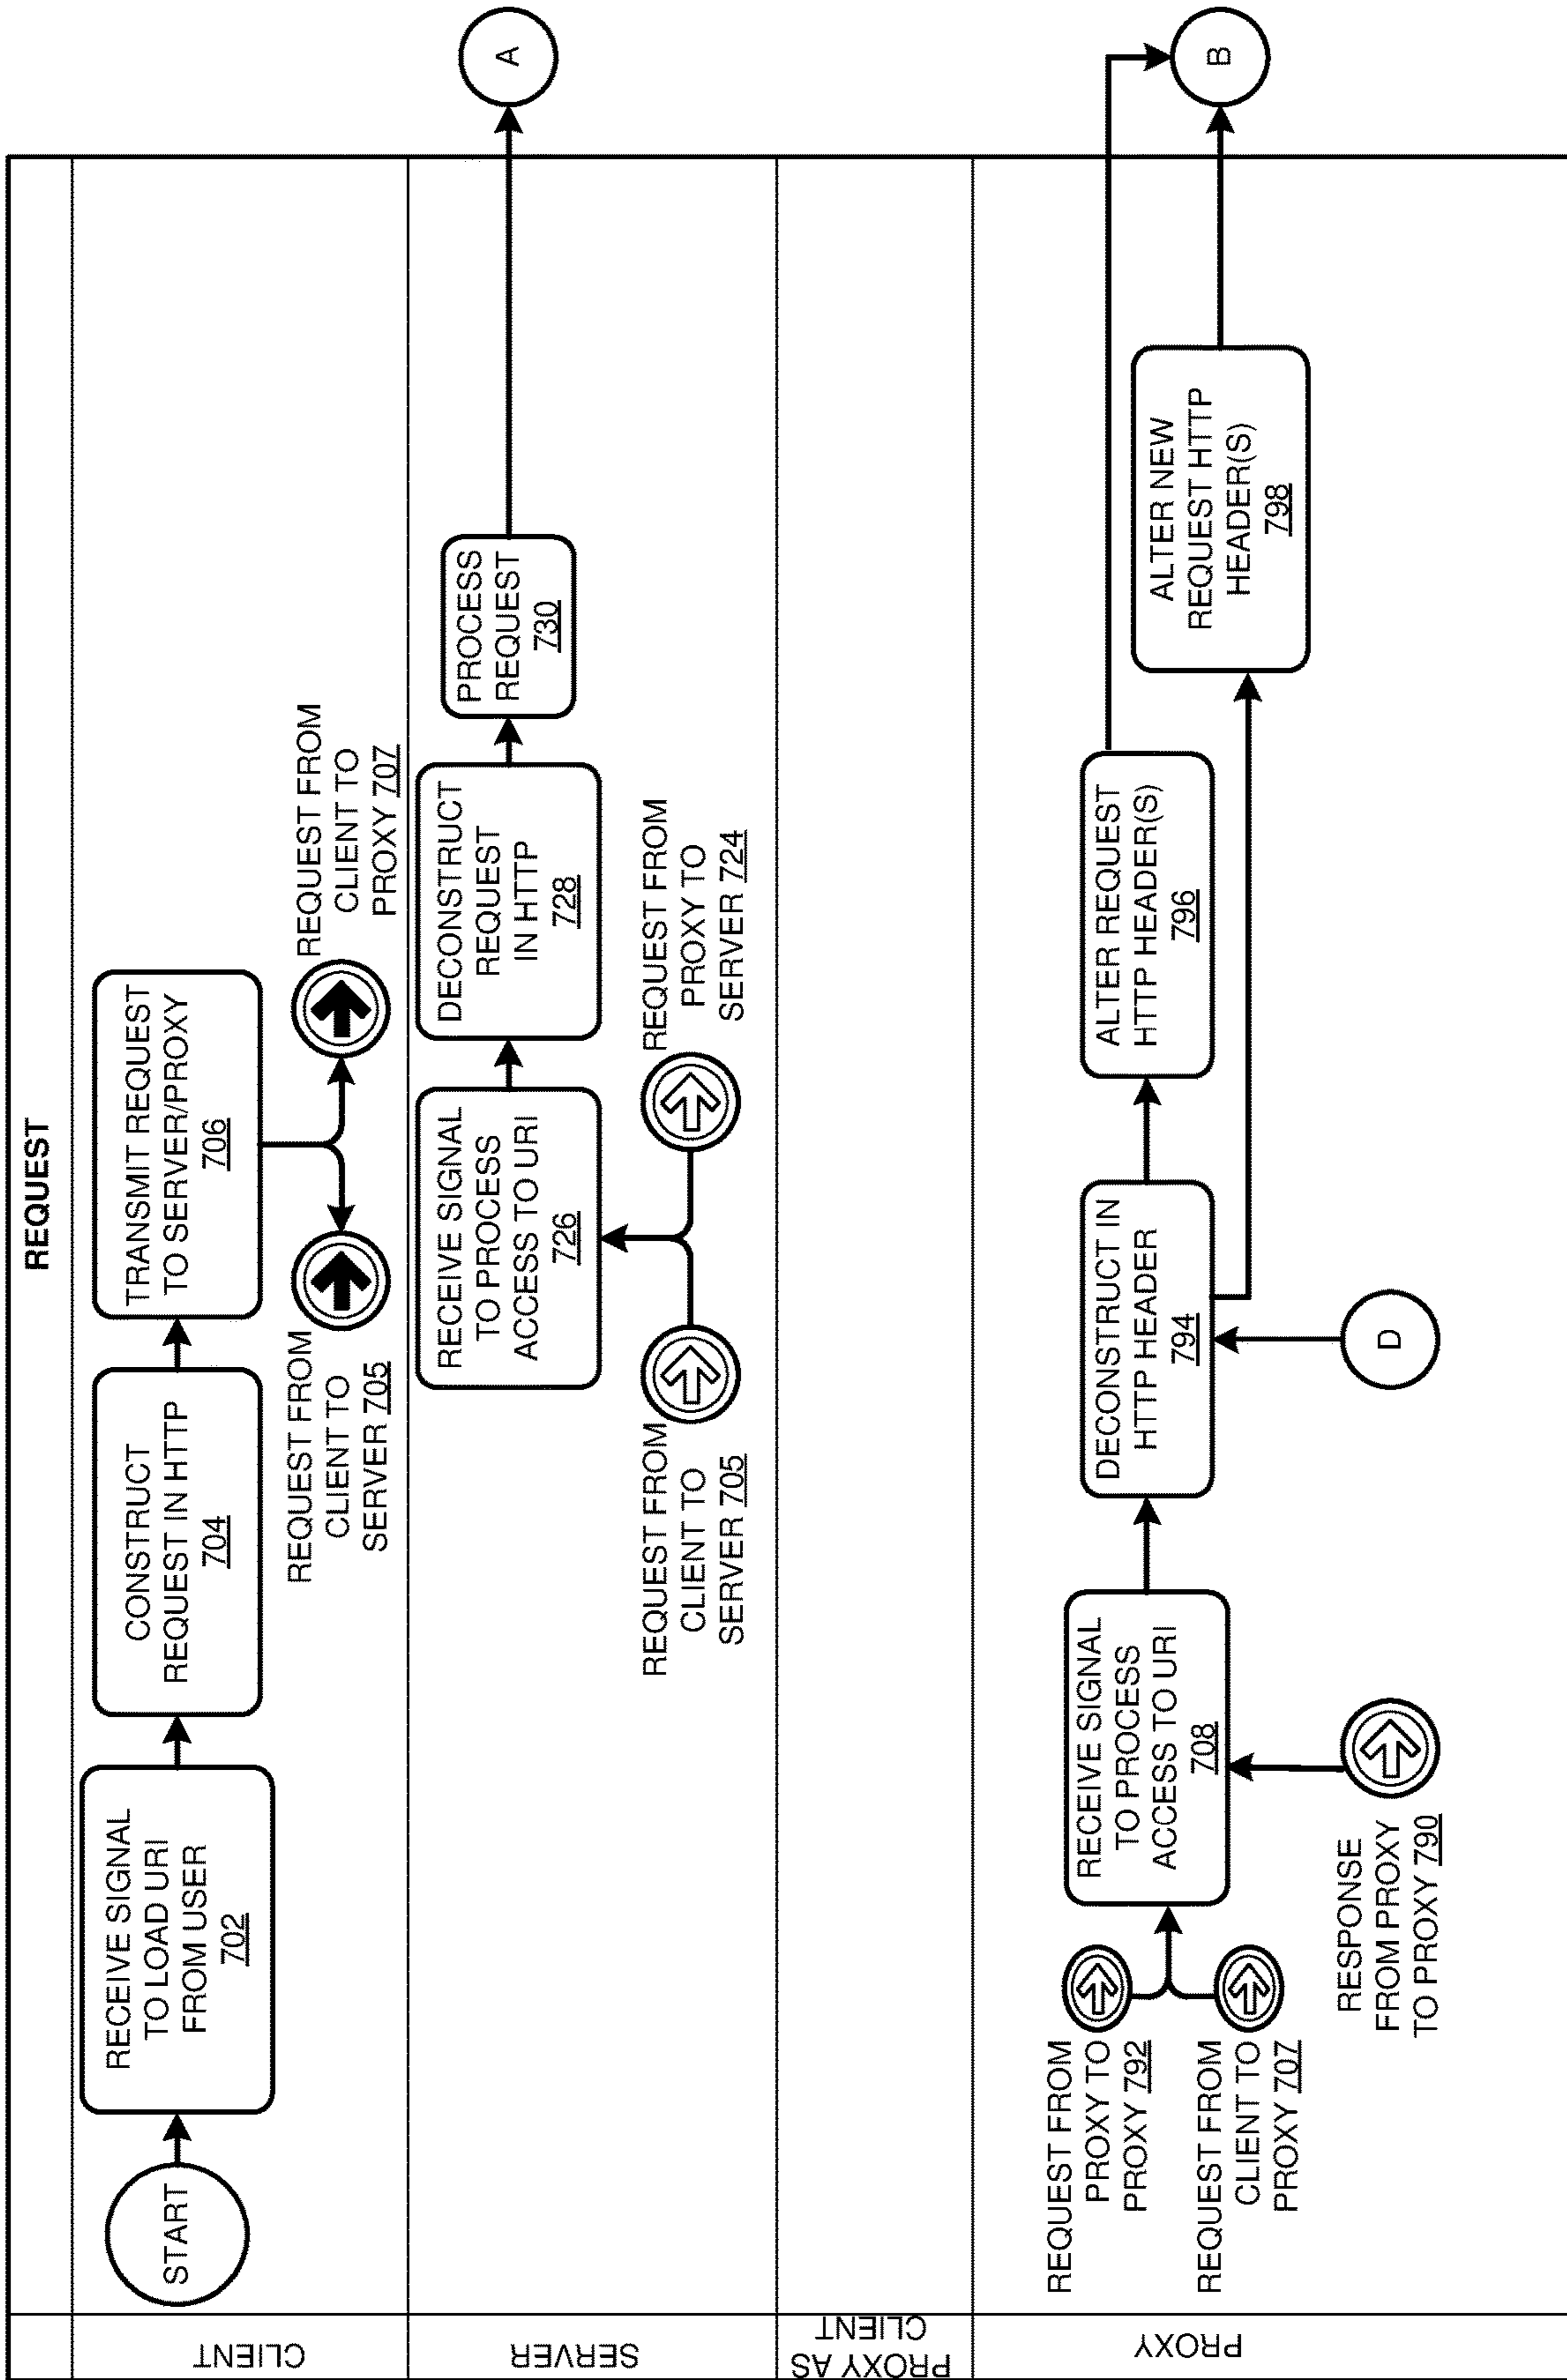 REQUEST
CLIENT
START
RECEIVE SIGNAL
TO LOAD URI
FROM USER
702
CONSTRUCT
REQUEST IN HTTP
704
TRANSMIT REQUEST
TO SERVER/PROXY
706
REQUEST FROM
CLIENT TO
SERVER 705
REQUEST FROM
CLIENT TO
PROXY 707
SERVER
REQUEST FROM
CLIENT TO
SERVER 705
REQUEST FROM
PROXY TO
SERVER 724
RECEIVE SIGNAL
TO PROCESS
ACCESS TO URI
726
DECONSTRUCT
REQUEST
IN HTTP
728
PROCESS
REQUEST
730
A
PROXY AS
CLIENT
PROXY
REQUEST FROM
PROXY TO
PROXY 792
REQUEST FROM
CLIENT TO
PROXY 707
RESPONSE
FROM PROXY
TO PROXY 790
RECEIVE SIGNAL
TO PROCESS
ACCESS TO URI
708
DECONSTRUCT IN
HTTP HEADER
794
D
ALTER REQUEST
HTTP HEADER(S)
796
ALTER NEW
REQUEST HTTP
HEADER(S)
798
B